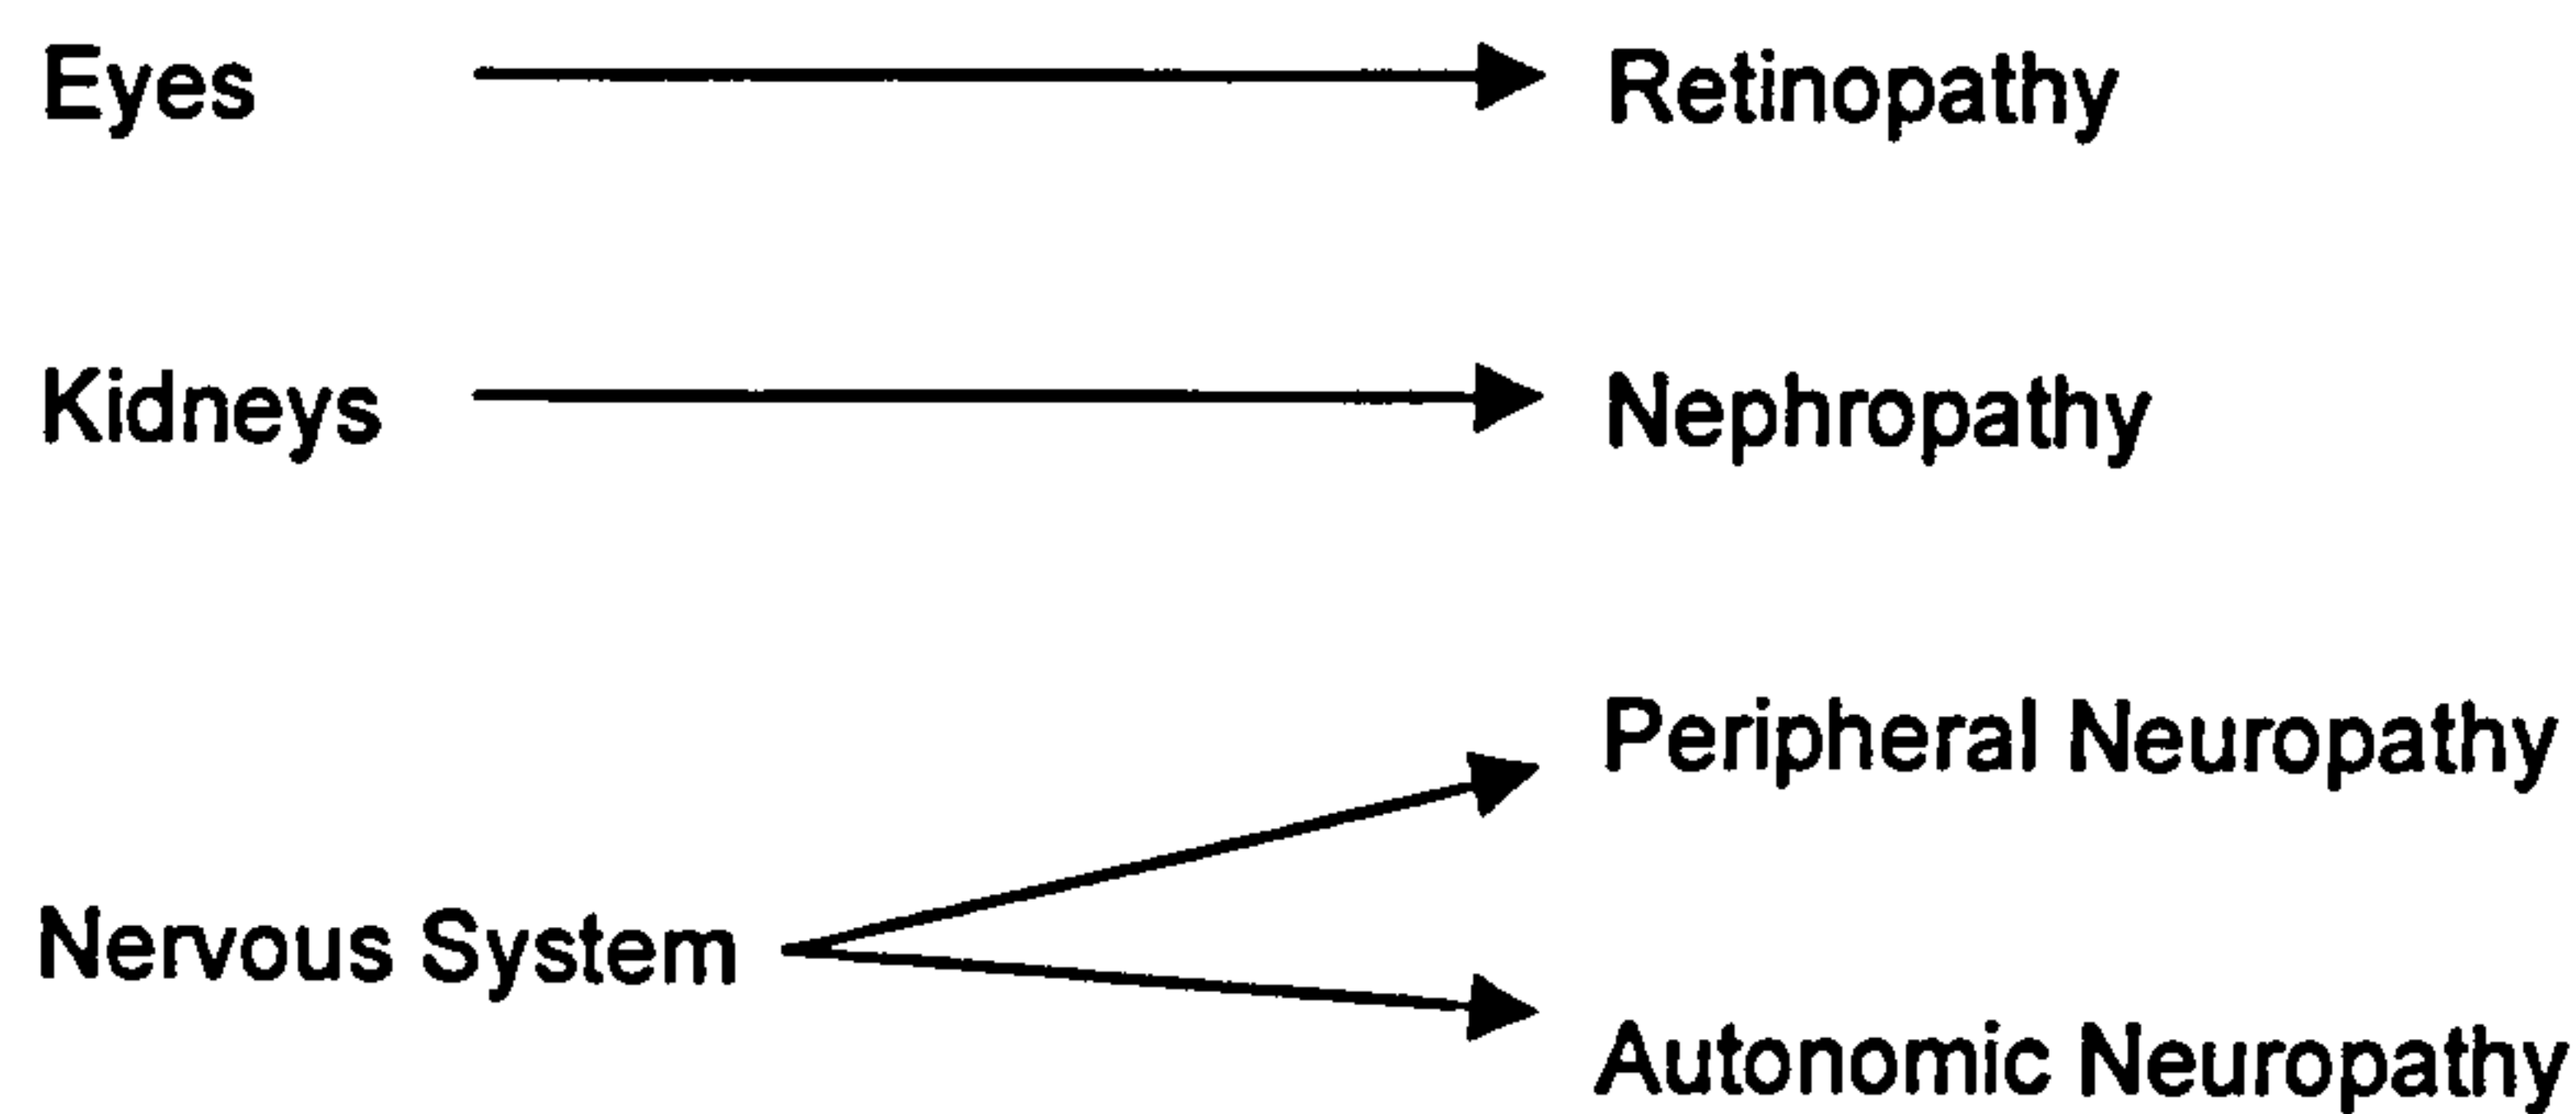 Eyes Retinopathy
Kidneys Nephropathy
Peripheral Neuropathy
Nervous System
Autonomic Neuropathy